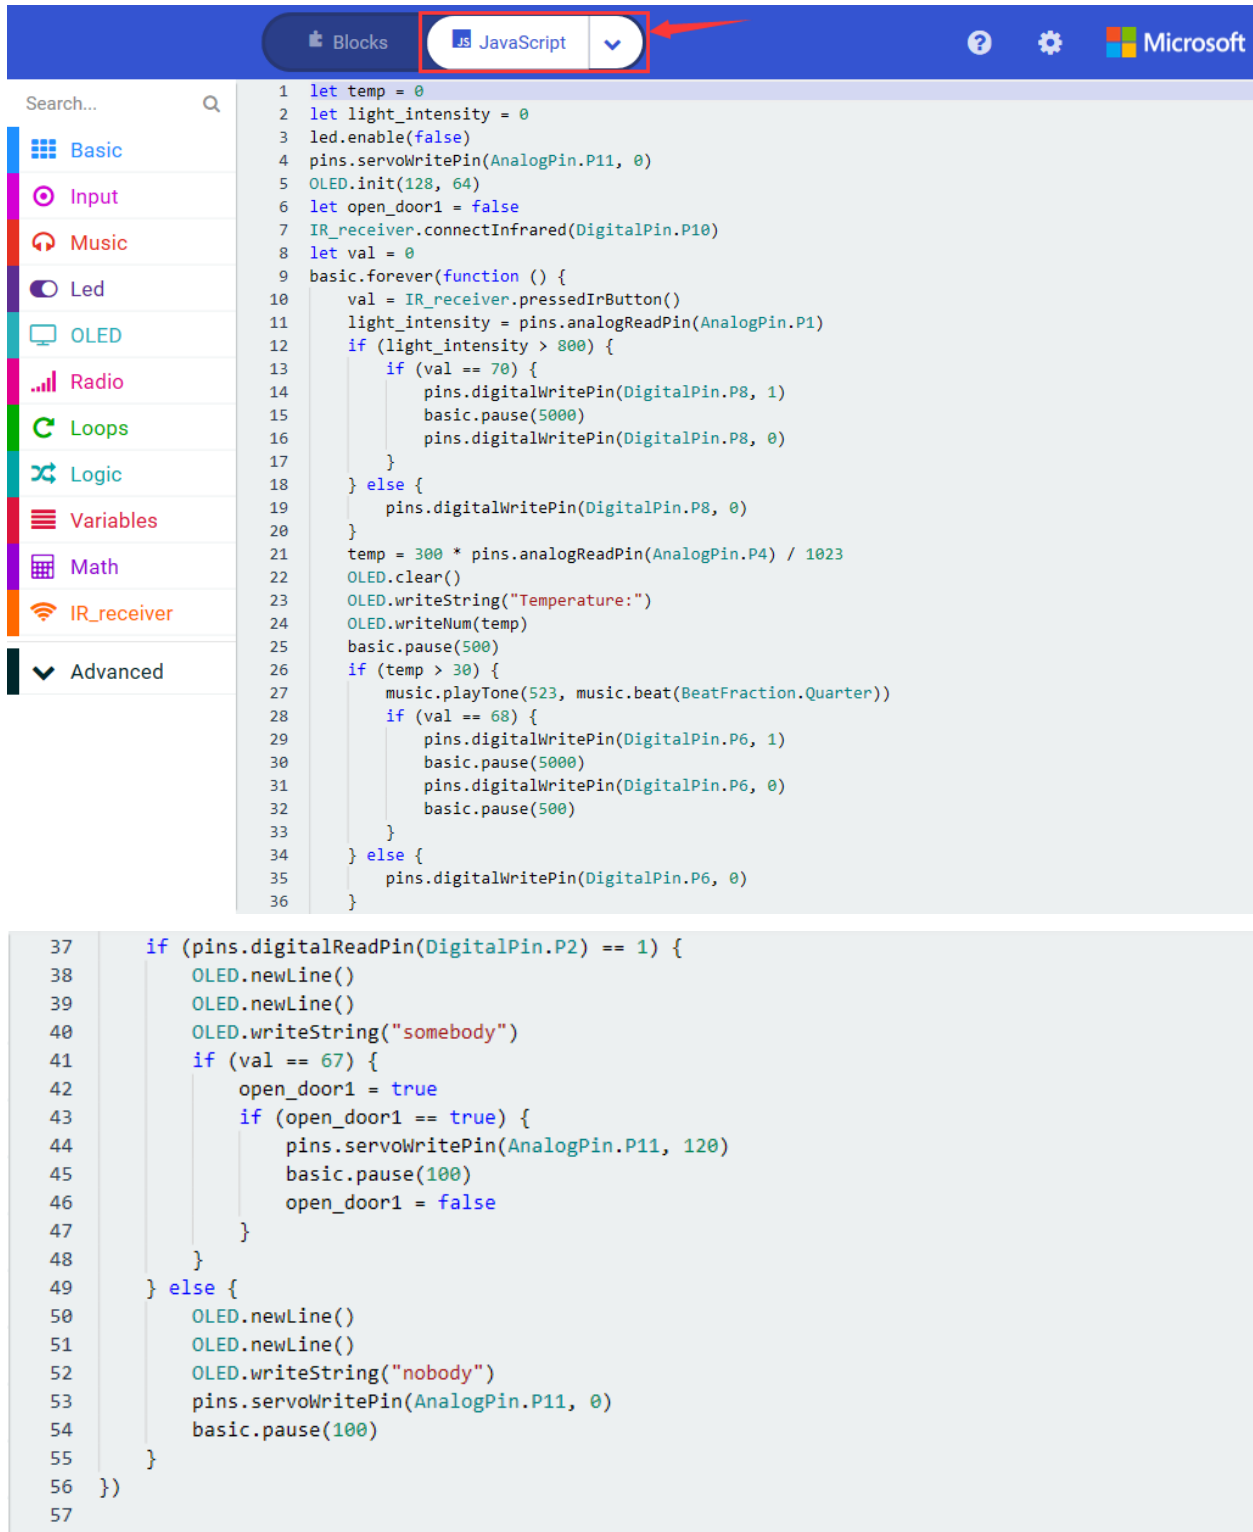 Blocks JavaScript Microsoft
Search...
Basic
Input
Music
Led
OLED
Radio
Loops
Logic
Variables
Math
IR_receiver
Advanced
1 let temp = 0
2 let light_intensity = 0
3 led.enable(false)
4 pins.servoWritePin(AnalogPin.P11, 0)
5 OLED.init(128, 64)
6 let open_door1 = false
7 IR_receiver.connectInfrared(DigitalPin.P10)
8 let val = 0
9 basic.forever(function () {
10     val = IR_receiver.pressedIrButton()
11     light_intensity = pins.analogReadPin(AnalogPin.P1)
12     if (light_intensity > 800) {
13         if (val == 70) {
14             pins.digitalWritePin(DigitalPin.P8, 1)
15             basic.pause(5000)
16             pins.digitalWritePin(DigitalPin.P8, 0)
17         }
18     } else {
19         pins.digitalWritePin(DigitalPin.P8, 0)
20     }
21     temp = 300 * pins.analogReadPin(AnalogPin.P4) / 1023
22     OLED.clear()
23     OLED.writeString("Temperature:")
24     OLED.writeNum(temp)
25     basic.pause(500)
26     if (temp > 30) {
27         music.playTone(523, music.beat(BeatFraction.Quarter))
28         if (val == 68) {
29             pins.digitalWritePin(DigitalPin.P6, 1)
30             basic.pause(5000)
31             pins.digitalWritePin(DigitalPin.P6, 0)
32             basic.pause(500)
33         }
34     } else {
35         pins.digitalWritePin(DigitalPin.P6, 0)
36     }
37     if (pins.digitalReadPin(DigitalPin.P2) == 1) {
38         OLED.newLine()
39         OLED.newLine()
40         OLED.writeString("somebody")
41         if (val == 67) {
42             open_door1 = true
43             if (open_door1 == true) {
44                 pins.servoWritePin(AnalogPin.P11, 120)
45                 basic.pause(100)
46                 open_door1 = false
47             }
48         }
49     } else {
50         OLED.newLine()
51         OLED.newLine()
52         OLED.writeString("nobody")
53         pins.servoWritePin(AnalogPin.P11, 0)
54         basic.pause(100)
55     }
56 })
57